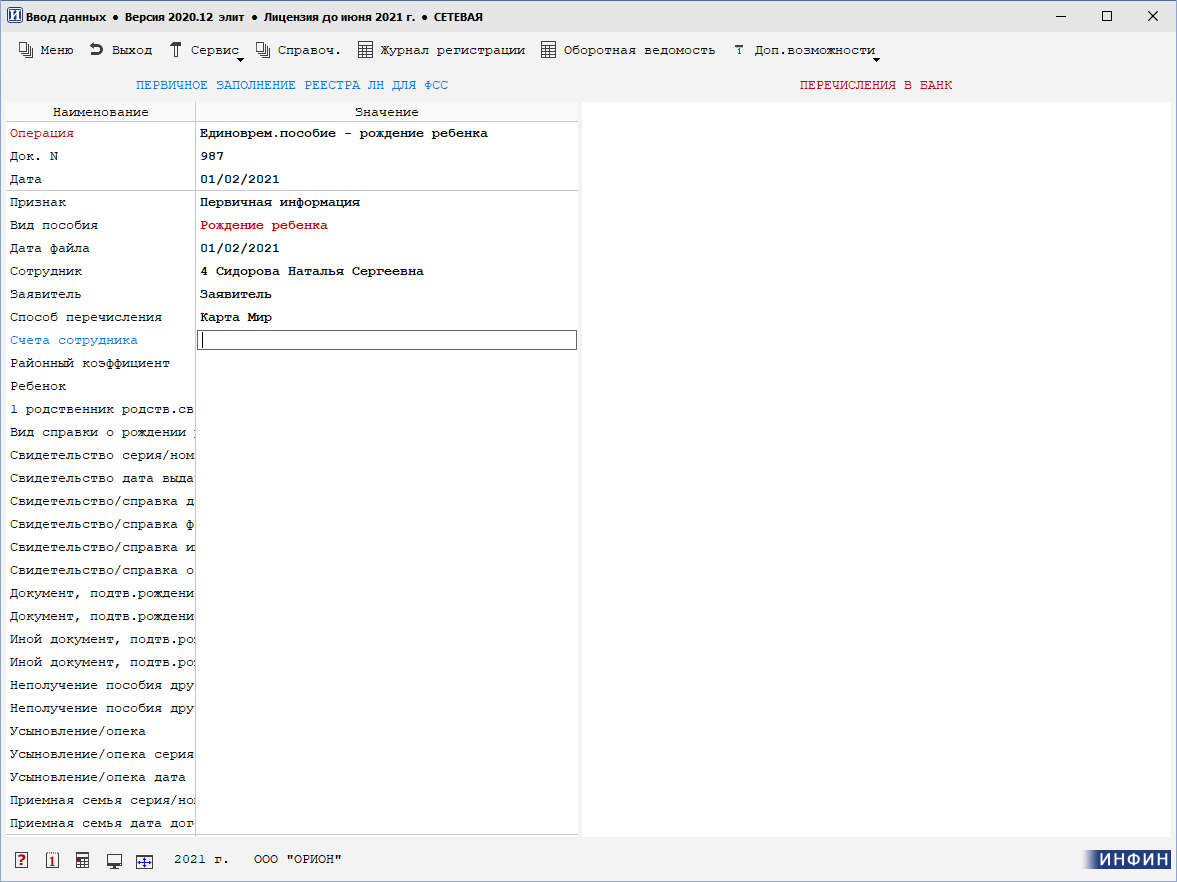 Ввод данных ● Версия 2020.12 элит ● Лицензия до июня 2021 г. ● СЕТЕВАЯ
Меню Выход Сервис Справоч. Журнал регистрации Оборотная ведомость Доп.возможности
ПЕРВИЧНОЕ ЗАПОЛНЕНИЕ РЕЕСТРА ЛН ДЛЯ ФСС ПЕРЕЧИСЛЕНИЯ В БАНК
Наименование Значение
Операция Единоврем.пособие - рождение ребенка
Док. N 987
Дата 01/02/2021
Признак Первичная информация
Вид пособия Рождение ребенка
Дата файла 01/02/2021
Сотрудник 4 Сидорова Наталья Сергеевна
Заявитель Заявитель
Способ перечисления Карта Мир
Счета сотрудника
Районный коэффициент
Ребенок
1 родственник родств.св
Вид справки о рождении
Свидетельство серия/ном
Свидетельство дата выда
Свидетельство/справка д
Свидетельство/справка ф
Свидетельство/справка и
Свидетельство/справка о
Документ, подтв.рождени
Документ, подтв.рождени
Иной документ, подтв.ро
Иной документ, подтв.ро
Неполучение пособия дру
Неполучение пособия дру
Усыновление/опека
Усыновление/опека серия
Усыновление/опека дата
Приемная семья серия/но
Приемная семья дата дог
? 1 2021 г. ООО "ОРИОН" ИНФИН